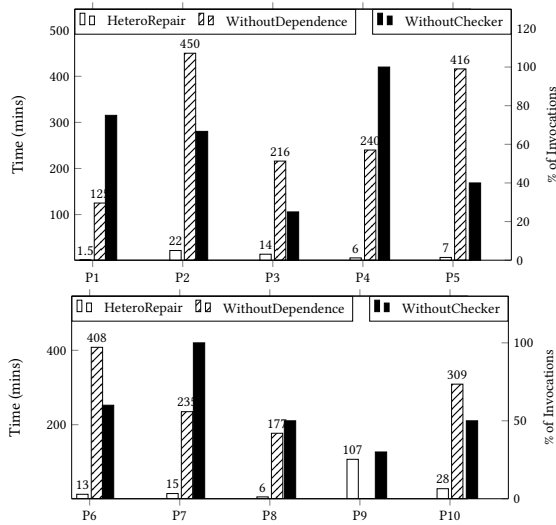 HeteroRepair WithoutDependence WithoutChecker
Time (mins)
500
400
300
200
100
% of Invocations
120
100
80
60
40
20
0
1.5 125 22 450 14 216 6 240 7 416
P1 P2 P3 P4 P5
HeteroRepair WithoutDependence WithoutChecker
Time (mins)
400
200
% of Invocations
100
50
0
13 408 15 235 6 177 107 28 309
P6 P7 P8 P9 P10